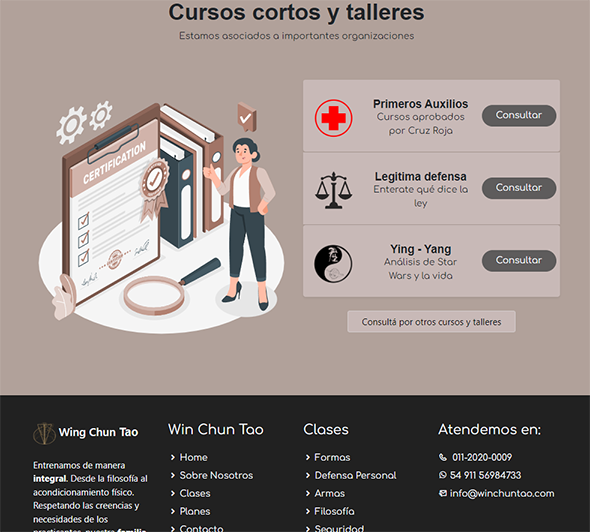 Cursos cortos y talleres
Estamos asociados a importantes organizaciones
CERTIFICATION
Primeros Auxilios
Cursos aprobados
por Cruz Roja
Consultar
Legitima defensa
Enterate qué dice la
ley
Consultar
Ying - Yang
Análisis de Star
Wars y la vida
Consultar
Consultá por otros cursos y talleres
Wing Chun Tao
Entrenamos de manera
integral. Desde la filosofía al
acondicionamiento físico.
Respetando las creencias y
necesidades de los
Win Chun Tao
Home
Sobre Nosotros
Clases
Planes
Contacto
Clases
Formas
Defensa Personal
Armas
Filosofía
Seguridad
Atendemos en:
011-2020-0009
54 911 56984733
info@winchuntao.com